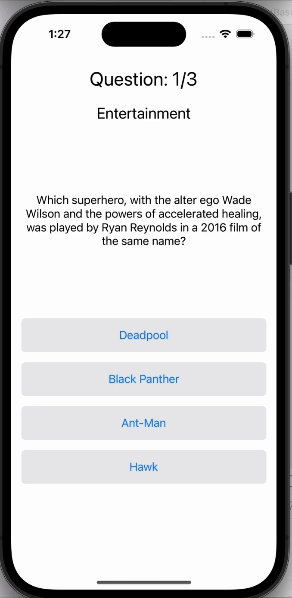 1:27
Question: 1/3
Entertainment
Which superhero, with the alter ego Wade
Wilson and the powers of accelerated healing,
was played by Ryan Reynolds in a 2016 film of
the same name?
Deadpool
Black Panther
Ant-Man
Hawk